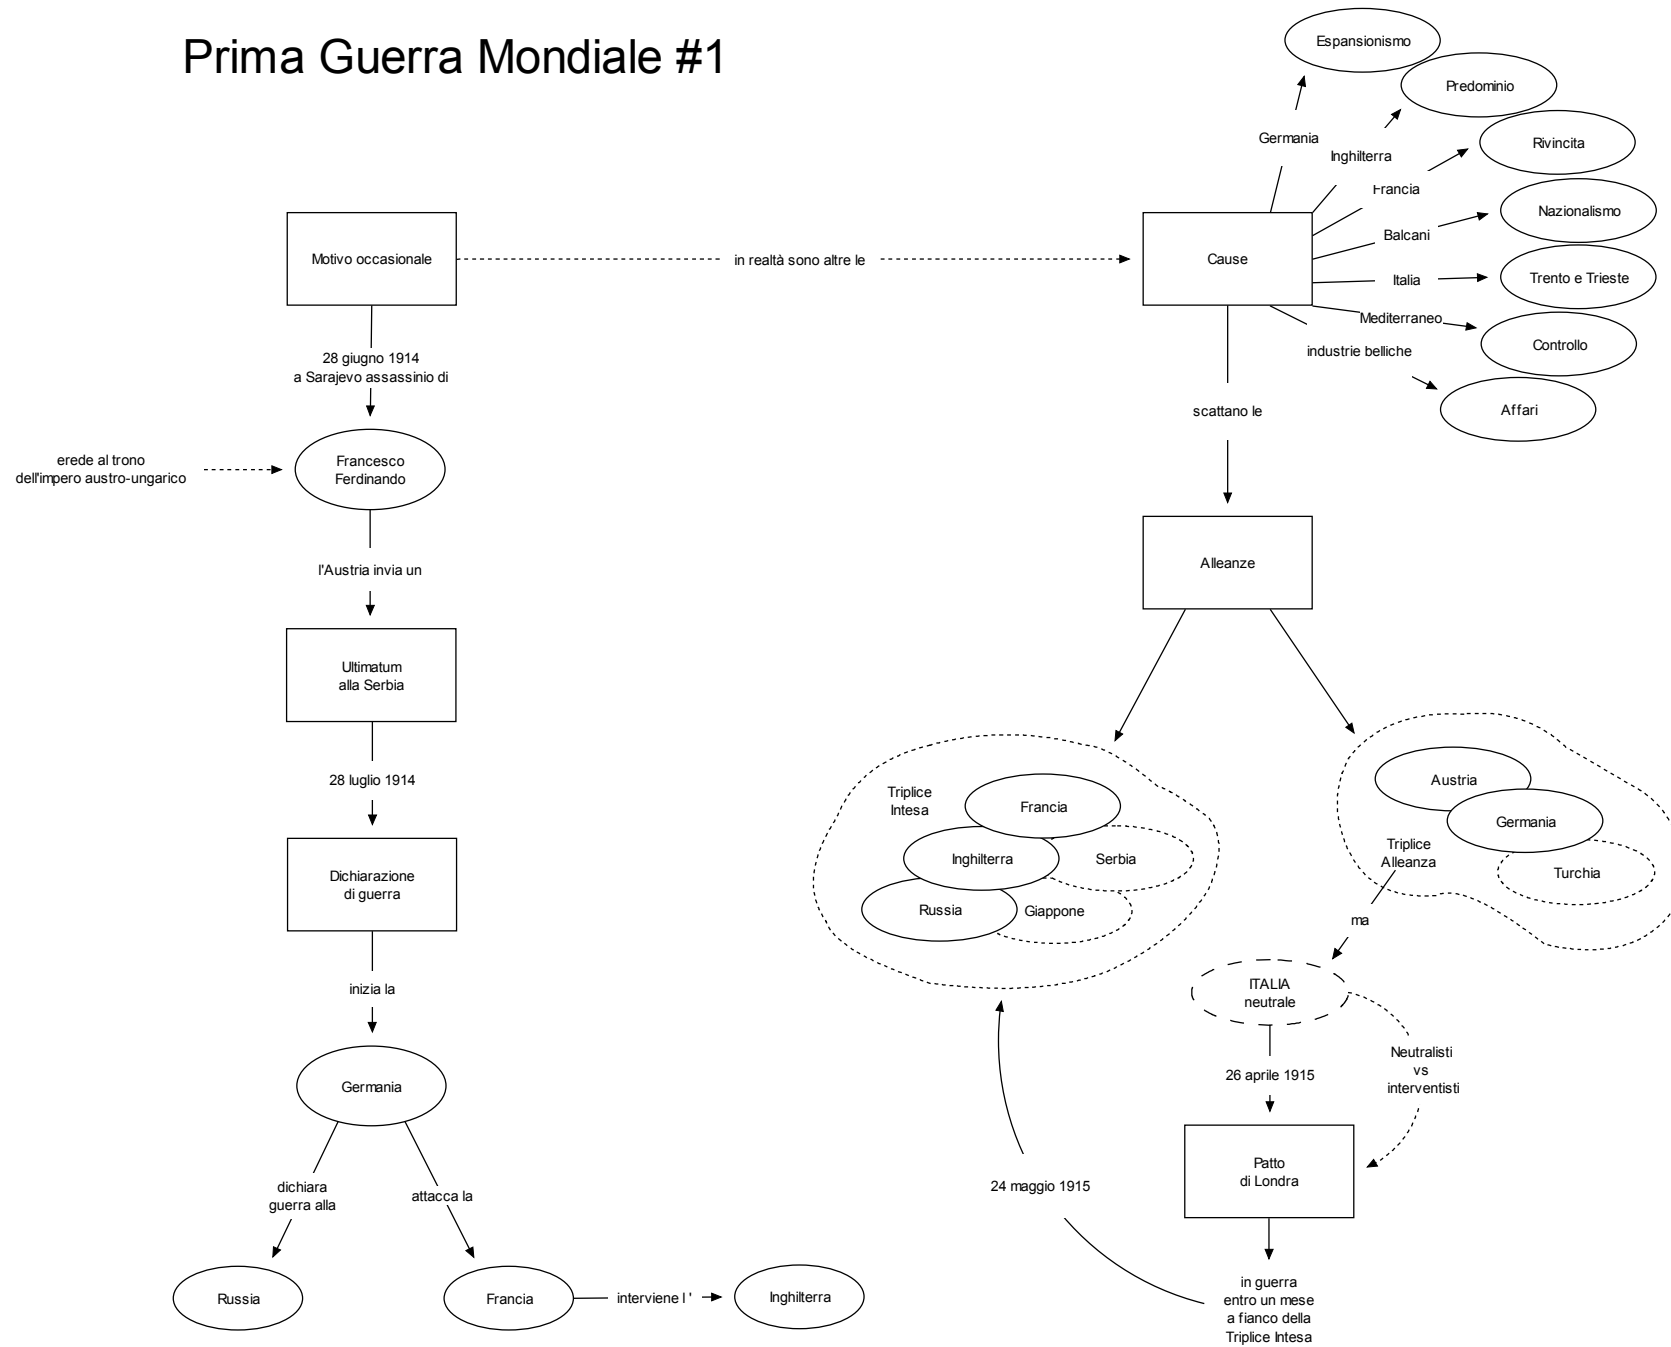 Prima Guerra Mondiale #1
Espansionismo
Predominio
Rivincita
Nazionalismo
Trento e Trieste
Controllo
Affari
Germania
Inghilterra
Francia
Balcani
Italia
Mediterraneo
industrie belliche
Motivo occasionale
in realtà sono altre le
Cause
28 giugno 1914
a Sarajevo assassinio di
erede al trono
dell'impero austro-ungarico
Francesco
Ferdinando
l'Austria invia un
Ultimatum
alla Serbia
28 luglio 1914
Dichiarazione
di guerra
inizia la
Germania
dichiara
guerra alla
attacca la
Russia
Francia
interviene l '
Inghilterra
scattano le
Alleanze
Triplice
Intesa
Francia
Inghilterra
Serbia
Russia
Giappone
Austria
Germania
Triplice
Alleanza
Turchia
ma
ITALIA
neutrale
Neutralisti
vs
interventisti
26 aprile 1915
Patto
di Londra
24 maggio 1915
in guerra
entro un mese
a fianco della
Triplice Intesa